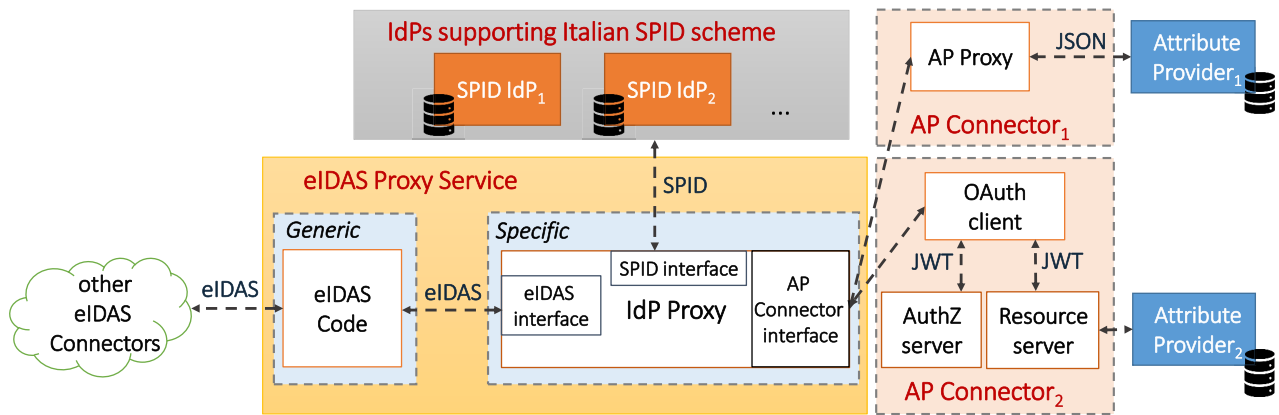 IdPs supporting Italian SPID scheme
SPID IdP1
SPID IdP2
...
AP Proxy
JSON
Attribute
Provider1
AP Connector1
eIDAS Proxy Service
SPID
Generic
Specific
OAuth
client
JWT
JWT
other
eIDAS
Connectors
eIDAS
eIDAS
Code
eIDAS
eIDAS
interface
SPID interface
IdP Proxy
AP
Connector
interface
AuthZ
server
Resource
server
Attribute
Provider2
AP Connector2